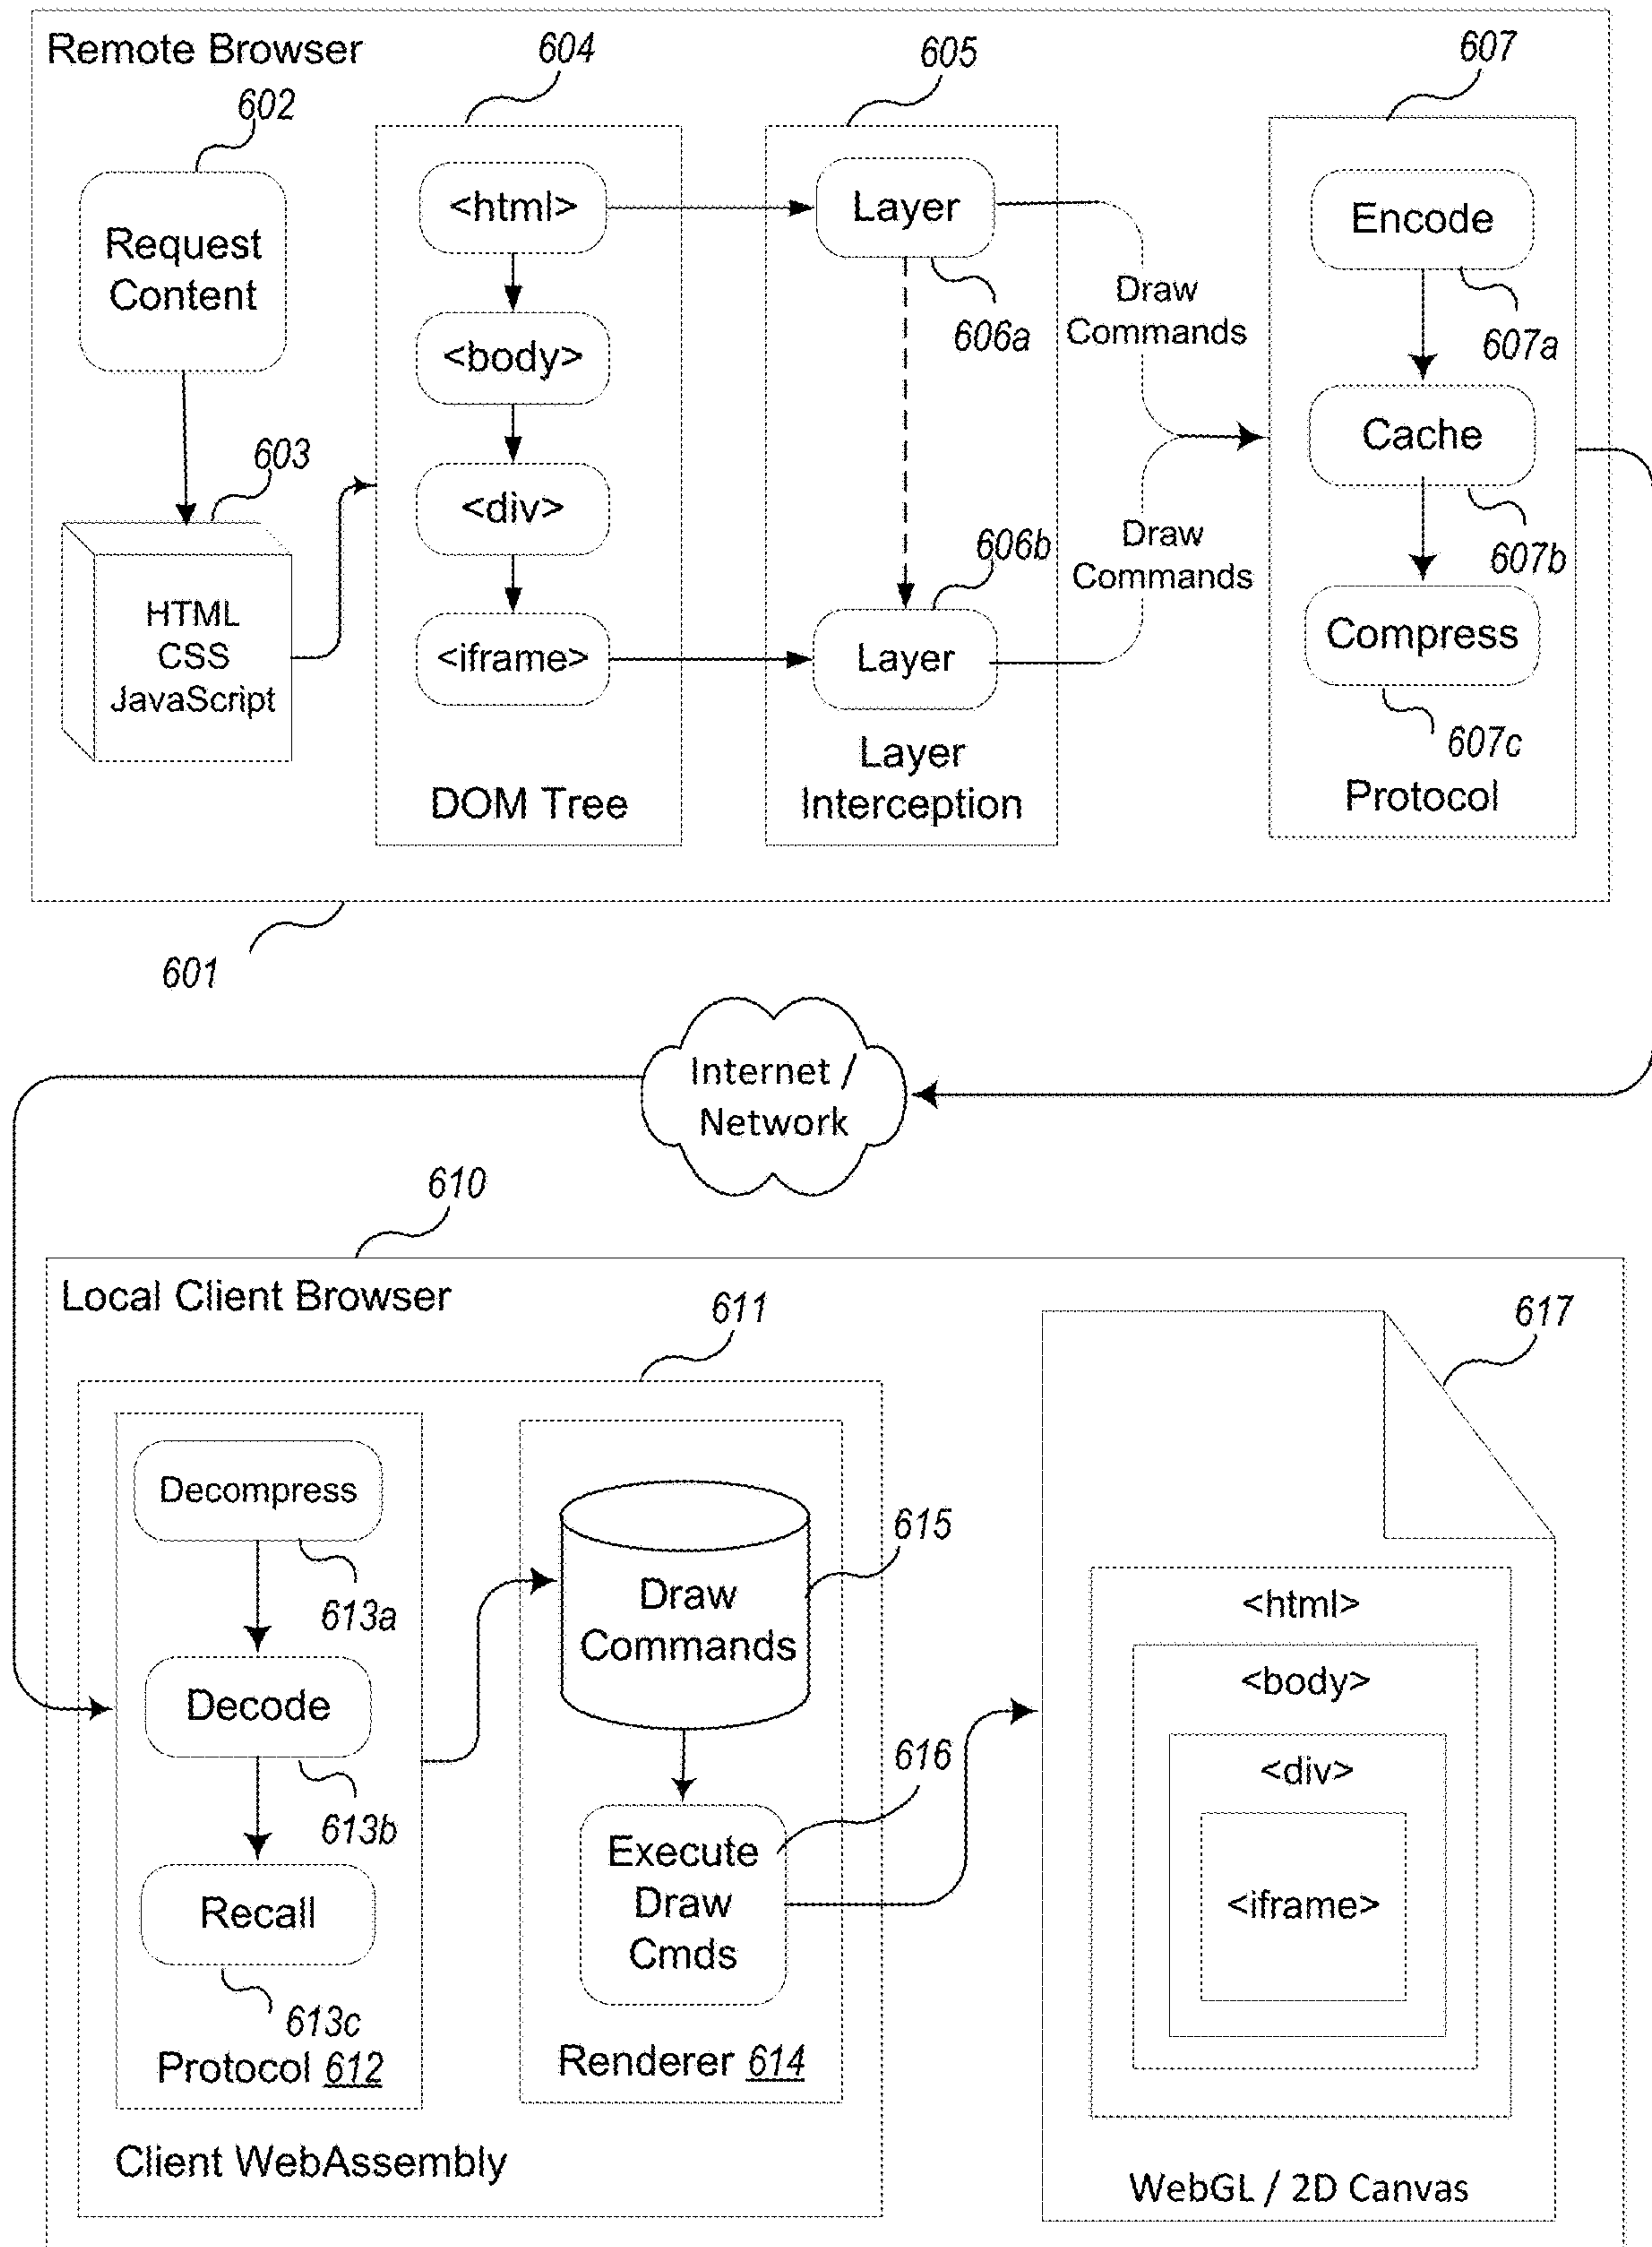 Remote Browser
602
604
605
607
Request
Content
603
HTML
CSS
JavaScript
<html>
<body>
<div>
<iframe>
DOM Tree
Layer
606a
606b
Layer
Layer
Interception
Draw
Commands
Draw
Commands
Encode
607a
Cache
607b
Compress
607c
Protocol
601
Internet /
Network
610
Local Client Browser
611
617
Decompress
613a
Decode
613b
Recall
613c
Protocol 612
Draw
Commands
615
616
Execute
Draw
Cmds
Renderer 614
Client WebAssembly
<html>
<body>
<div>
<iframe>
WebGL / 2D Canvas